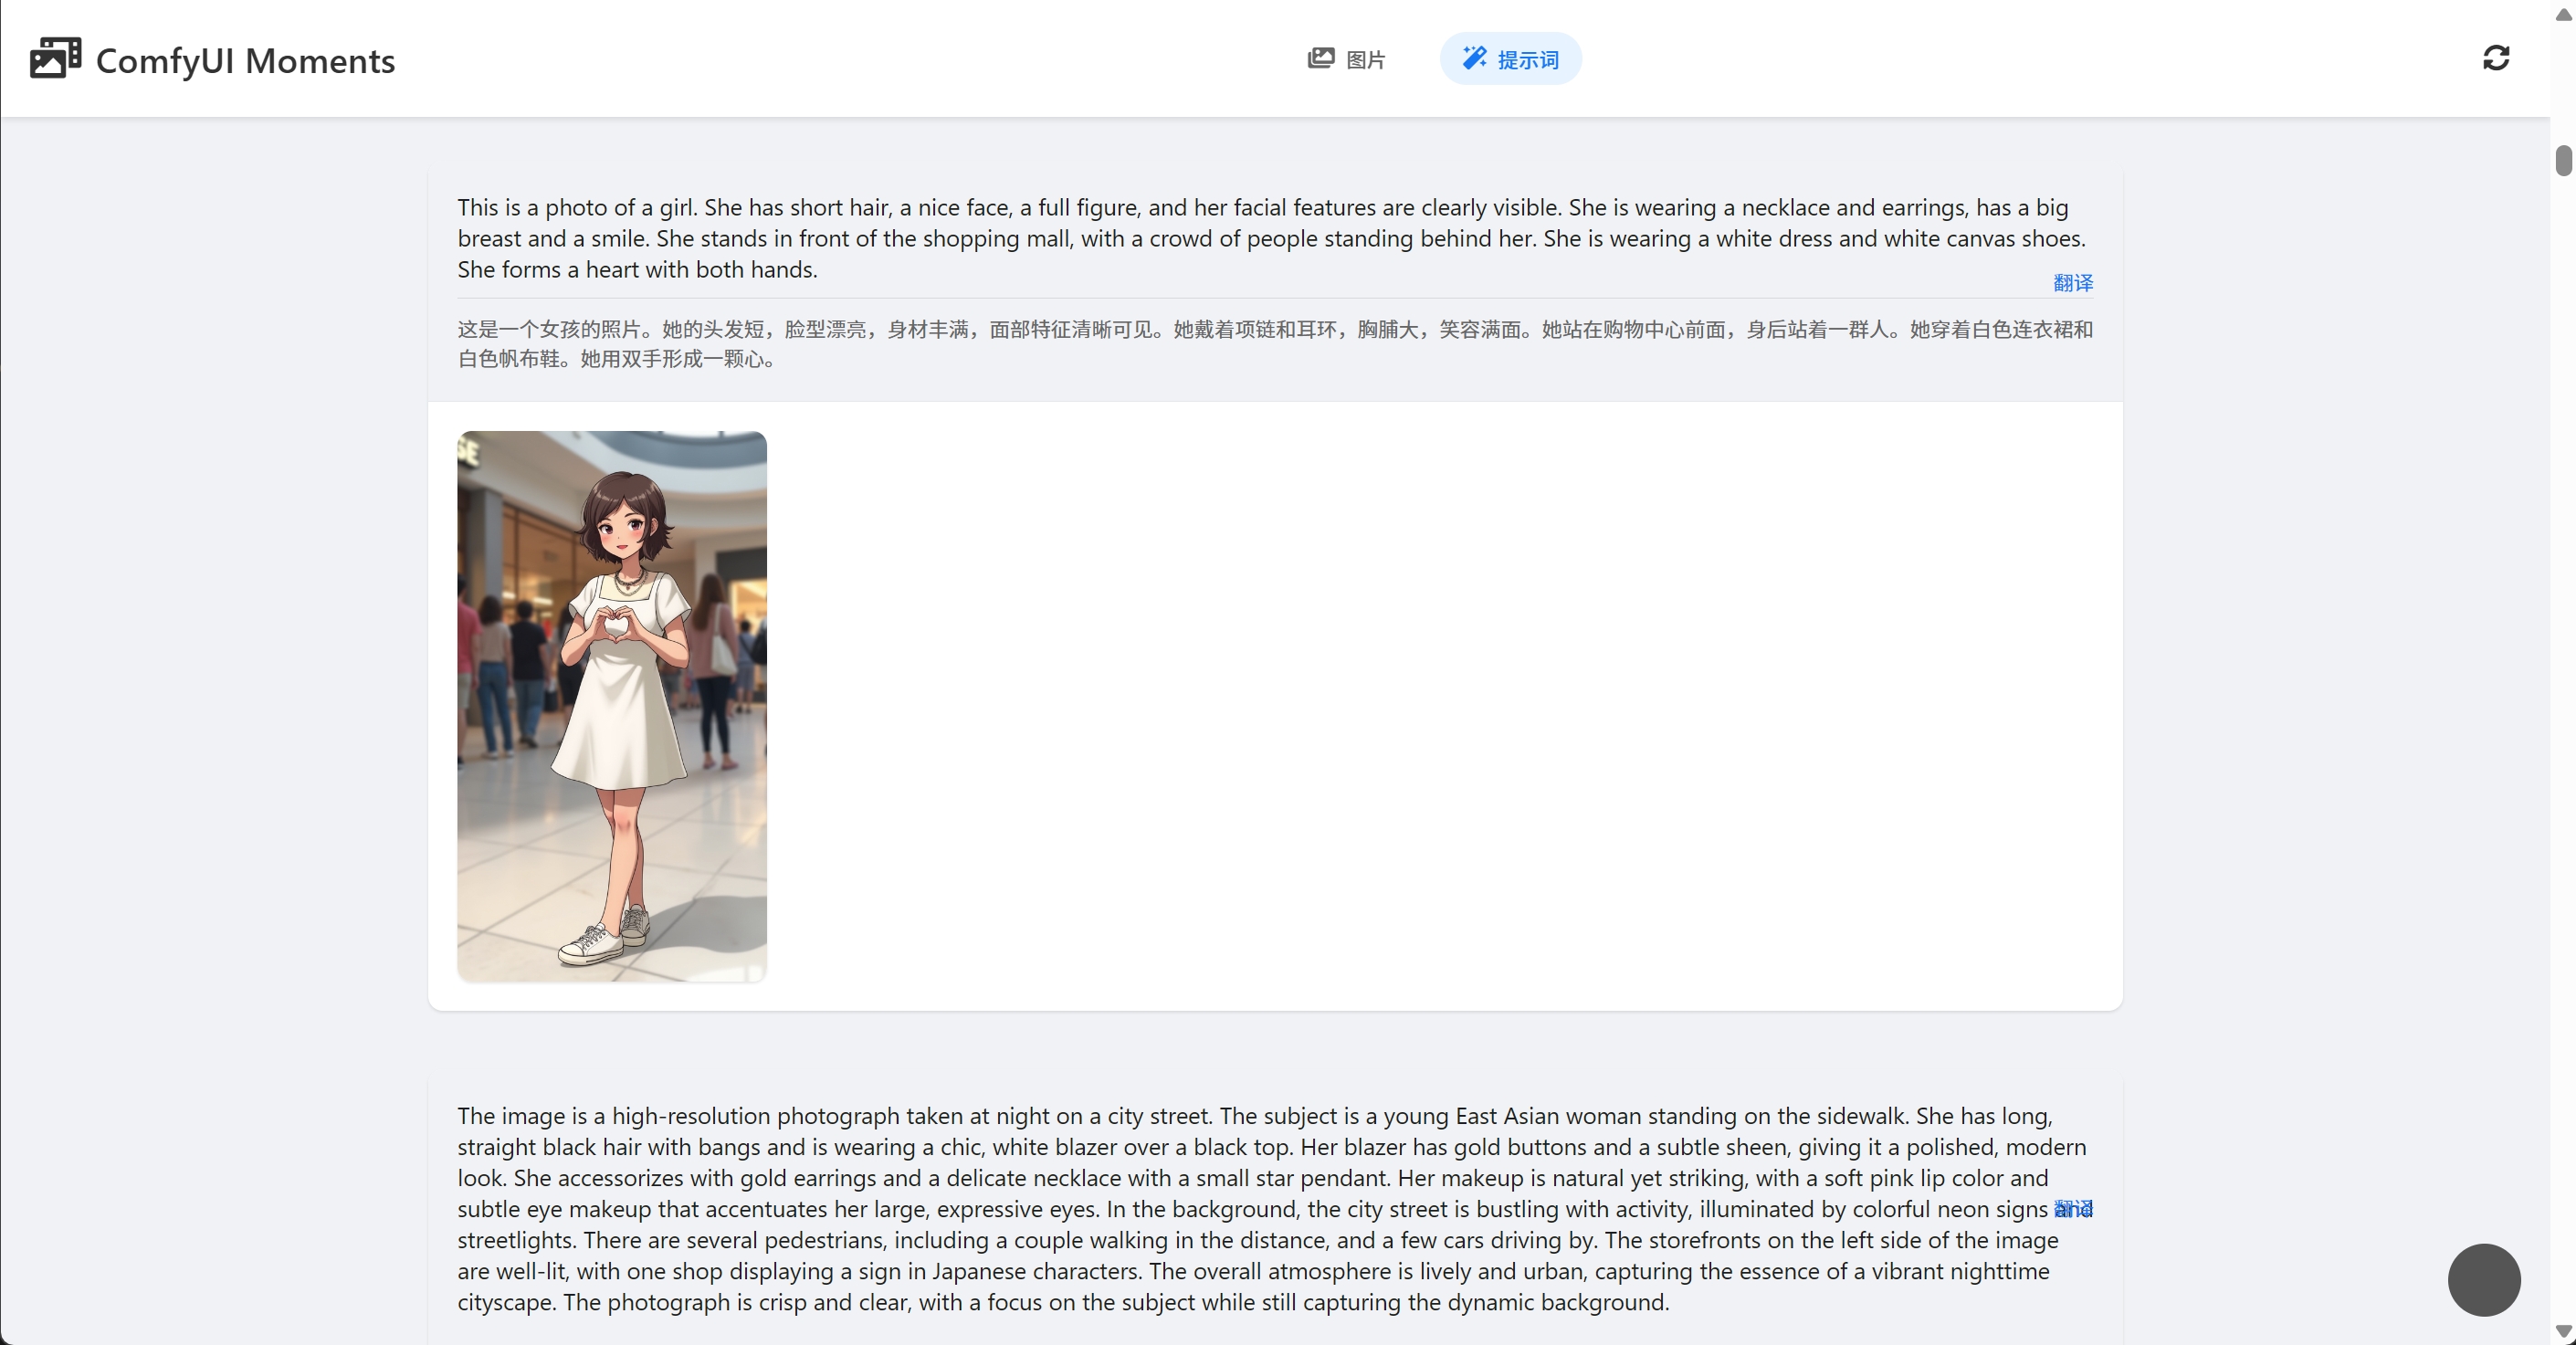 ComfyUI Moments
图片
提示词
This is a photo of a girl. She has short hair, a nice face, a full figure, and her facial features are clearly visible. She is wearing a necklace and earrings, has a big
breast and a smile. She stands in front of the shopping mall, with a crowd of people standing behind her. She is wearing a white dress and white canvas shoes.
She forms a heart with both hands.
翻译
这是一个女孩的照片。她的头发短，脸型漂亮，身材丰满，面部特征清晰可见。她戴着项链和耳环，胸脯大，笑容满面。她站在购物中心前面，身后站着一群人。她穿着白色连衣裙和
白色帆布鞋。她用双手形成一颗心。
SE
The image is a high-resolution photograph taken at night on a city street. The subject is a young East Asian woman standing on the sidewalk. She has long,
straight black hair with bangs and is wearing a chic, white blazer over a black top. Her blazer has gold buttons and a subtle sheen, giving it a polished, modern
look. She accessorizes with gold earrings and a delicate necklace with a small star pendant. Her makeup is natural yet striking, with a soft pink lip color and
subtle eye makeup that accentuates her large, expressive eyes. In the background, the city street is bustling with activity, illuminated by colorful neon signs and
翻译
streetlights. There are several pedestrians, including a couple walking in the distance, and a few cars driving by. The storefronts on the left side of the image
are well-lit, with one shop displaying a sign in Japanese characters. The overall atmosphere is lively and urban, capturing the essence of a vibrant nighttime
cityscape. The photograph is crisp and clear, with a focus on the subject while still capturing the dynamic background.